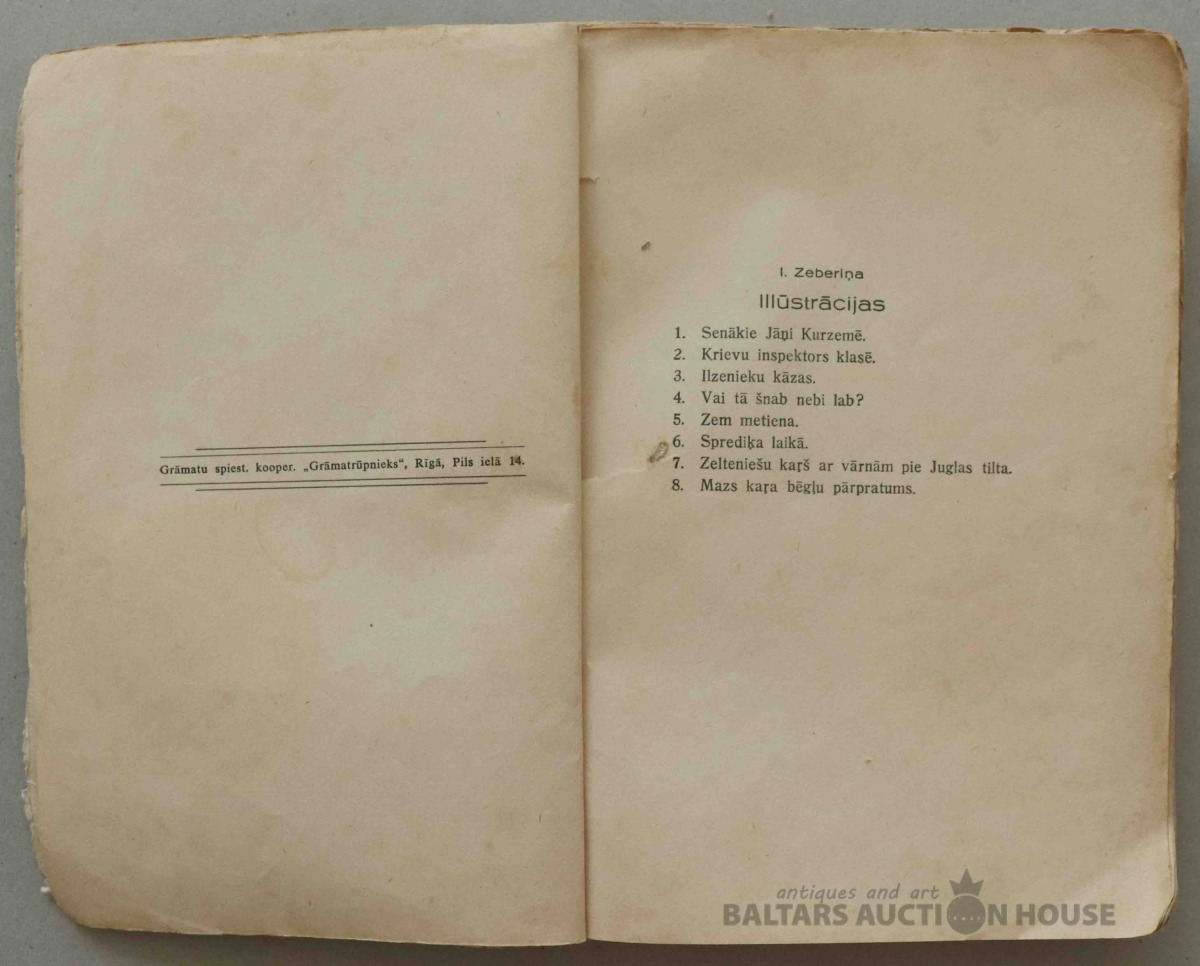 Grāmatu spiest. kooper. „Grāmatrūpnieks“, Rīgā, Pils ielā 14.
I. Zeberiņa
Illūstrācijas
1. Senākie Jāņi Kurzemē.
2. Krievu inspektors klasē.
3. Ilzenieku kāzas.
4. Vai tā šnab nebi lab?
5. Zem metiena.
6. Sprediķa laikā.
7. Zelteniešu kaŗš ar vārnām pie Juglas tilta.
8. Mazs kaŗa bēgļu pārpratums.
antiques and art
BALTARS AUCTION HOUSE